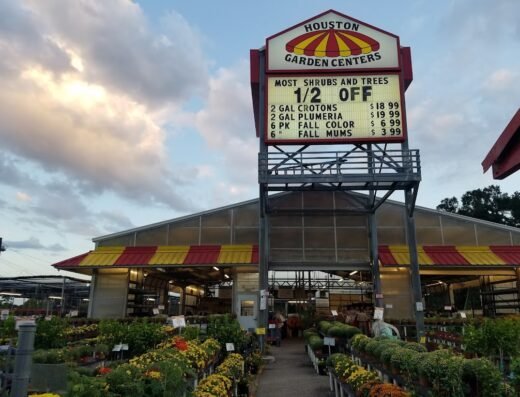 HOUSTON
GARDEN CENTERS
MOST SHRUBS AND TREES
1/2 OFF
2 GAL CROTONS $ 18 99
2 GAL PLUMERIA $ 19 99
6 PK FALL COLOR $ 6 99
6" FALL MUMS $ 3 99